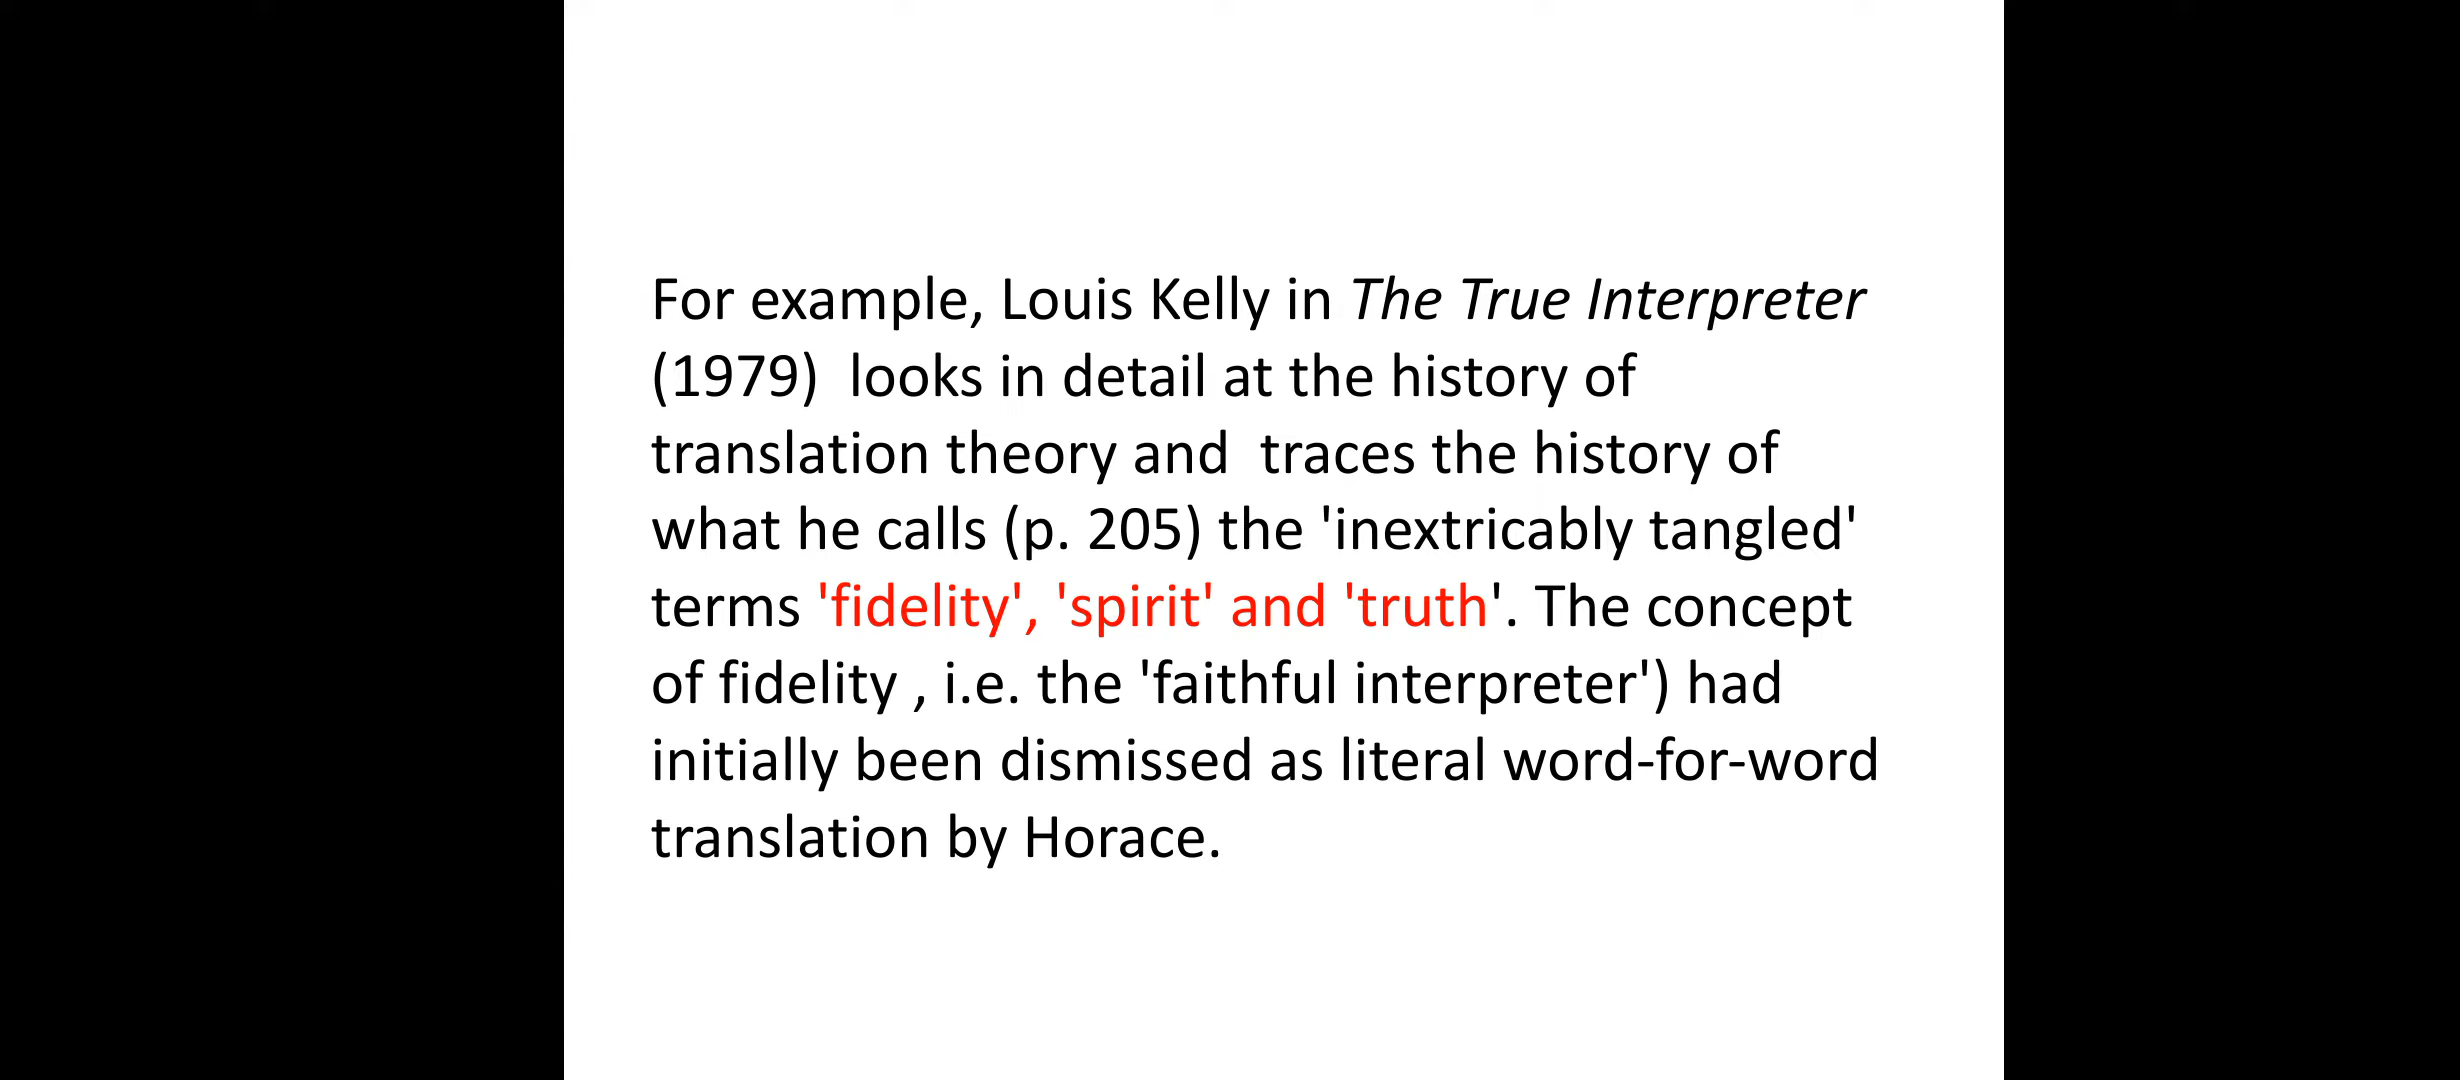 For example, Louis Kelly in The True Interpreter
(1979)  looks in detail at the history of
translation theory and  traces the history of
what he calls (p. 205) the 'inextricably tangled'
terms 'fidelity', 'spirit' and 'truth'. The concept
of fidelity , i.e. the 'faithful interpreter') had
initially been dismissed as literal word-for-word
translation by Horace.